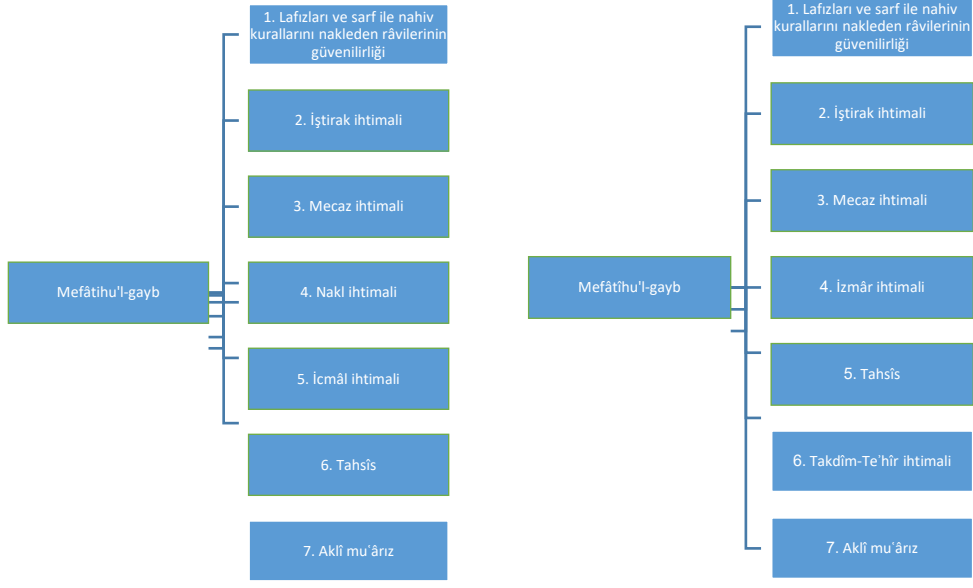 1. Lafızları ve sarf ile nahiv
kurallarını nakleden râvilerinin
güvenilirliği
2. İştirak ihtimali
3. Mecaz ihtimali
Mefâtihu'l-gayb
4. Nakl ihtimali
5. İcmâl ihtimali
6. Tahsîs
7. Aklî mu`ârız
1. Lafızları ve sarf ile nahiv
kurallarını nakleden râvilerinin
güvenilirliği
2. İştirak ihtimali
3. Mecaz ihtimali
Mefâtîhu'l-gayb
4. İzmâr ihtimali
5. Tahsîs
6. Takdîm-Te`hîr ihtimali
7. Aklî mu`ârız